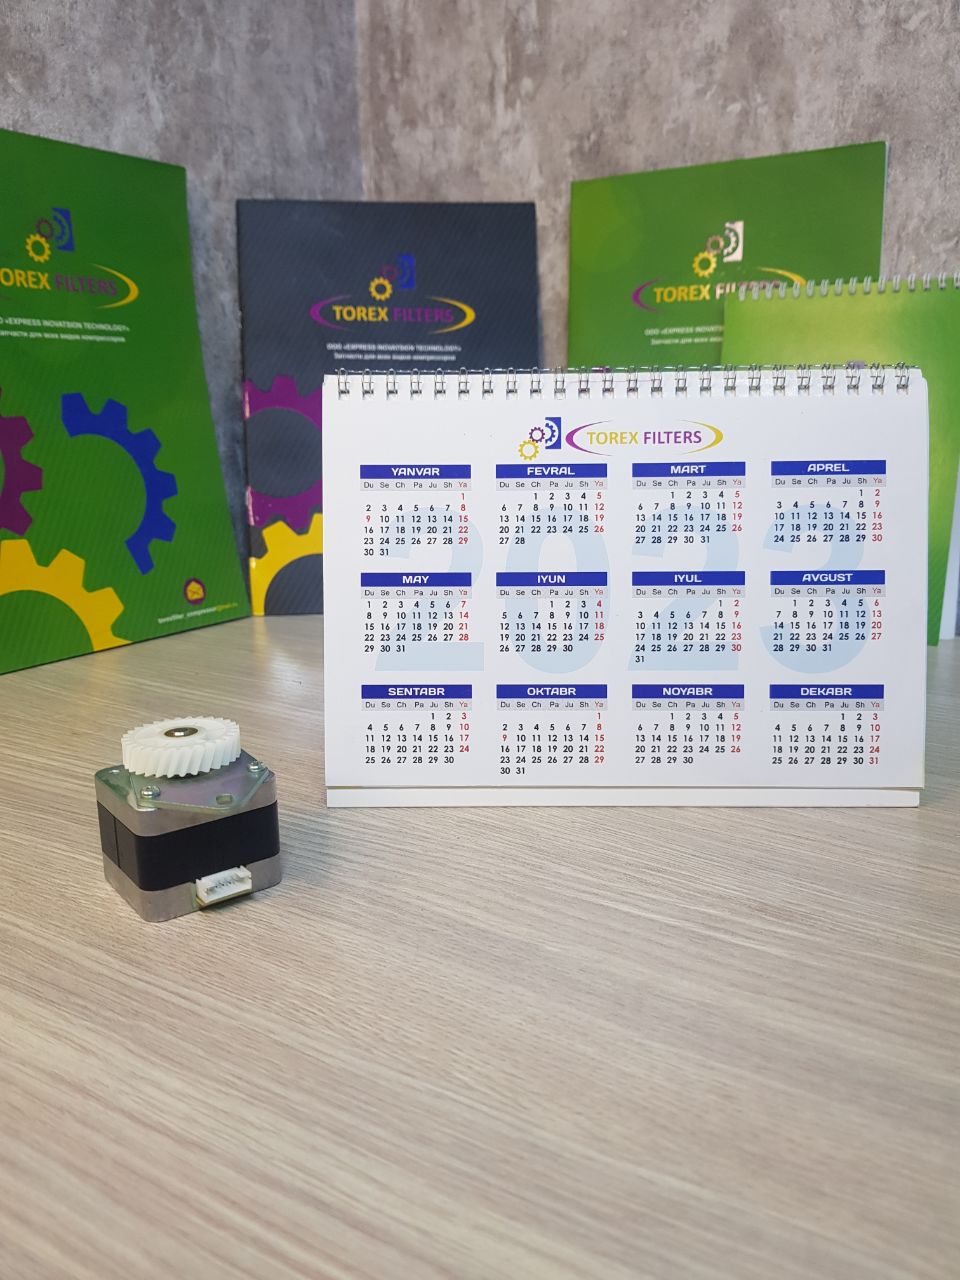 TOREX FILTERS
ООО «EXPRESS INOVATSION TECHNOLOGY»
Запчасти для всех видов компрессоров
TOREX FILTERS
ООО «EXPRESS INOVATSION TECHNOLOGY»
Запчасти для всех видов компрессоров
TOREX FILTERS
ООО «EXPRESS INOVATSION
Запчасти для всех видов
TOREX FILTERS
2023
YANVAR
Du Se Ch Pa Ju Sh Ya
1
2 3 4 5 6 7 8
9 10 11 12 13 14 15
16 17 18 19 20 21 22
23 24 25 26 27 28 29
30 31
FEVRAL
Du Se Ch Pa Ju Sh Ya
1 2 3 4 5
6 7 8 9 10 11 12
13 14 15 16 17 18 19
20 21 22 23 24 25 26
27 28
MART
Du Se Ch Pa Ju Sh Ya
1 2 3 4 5
6 7 8 9 10 11 12
13 14 15 16 17 18 19
20 21 22 23 24 25 26
27 28 29 30 31
APREL
Du Se Ch Pa Ju Sh Ya
1 2
3 4 5 6 7 8 9
10 11 12 13 14 15 16
17 18 19 20 21 22 23
24 25 26 27 28 29 30
MAY
Du Se Ch Pa Ju Sh Ya
1 2 3 4 5 6 7
8 9 10 11 12 13 14
15 16 17 18 19 20 21
22 23 24 25 26 27 28
29 30 31
IYUN
Du Se Ch Pa Ju Sh Ya
1 2 3 4
5 6 7 8 9 10 11
12 13 14 15 16 17 18
19 20 21 22 23 24 25
26 27 28 29 30
IYUL
Du Se Ch Pa Ju Sh Ya
1 2
3 4 5 6 7 8 9
10 11 12 13 14 15 16
17 18 19 20 21 22 23
24 25 26 27 28 29 30
31
AVGUST
Du Se Ch Pa Ju Sh Ya
1 2 3 4 5 6
7 8 9 10 11 12 13
14 15 16 17 18 19 20
21 22 23 24 25 26 27
28 29 30 31
SENTABR
Du Se Ch Pa Ju Sh Ya
1 2 3
4 5 6 7 8 9 10
11 12 13 14 15 16 17
18 19 20 21 22 23 24
25 26 27 28 29 30
OKTABR
Du Se Ch Pa Ju Sh Ya
1
2 3 4 5 6 7 8
9 10 11 12 13 14 15
16 17 18 19 20 21 22
23 24 25 26 27 28 29
30 31
NOYABR
Du Se Ch Pa Ju Sh Ya
1 2 3 4 5
6 7 8 9 10 11 12
13 14 15 16 17 18 19
20 21 22 23 24 25 26
27 28 29 30
DEKABR
Du Se Ch Pa Ju Sh Ya
1 2 3
4 5 6 7 8 9 10
11 12 13 14 15 16 17
18 19 20 21 22 23 24
25 26 27 28 29 30 31